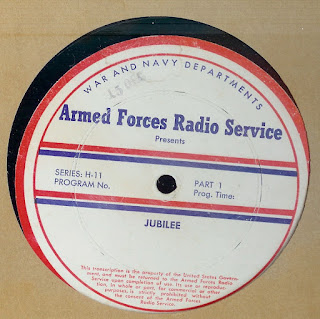 WAR AND NAVY DEPARTMENTS
Armed Forces Radio Service
Presents
SERIES: H-11
PROGRAM No.
PART 1
Prog. Time:
JUBILEE
This transcription is the property of the United States Govern-
ment, and must be returned to the Armed Forces Radio
Service upon completion of its use or reproduc-
tion. In whole or part, for commercial or other
purposes, is strictly prohibited without
the consent of the Armed Forces
Radio Service.